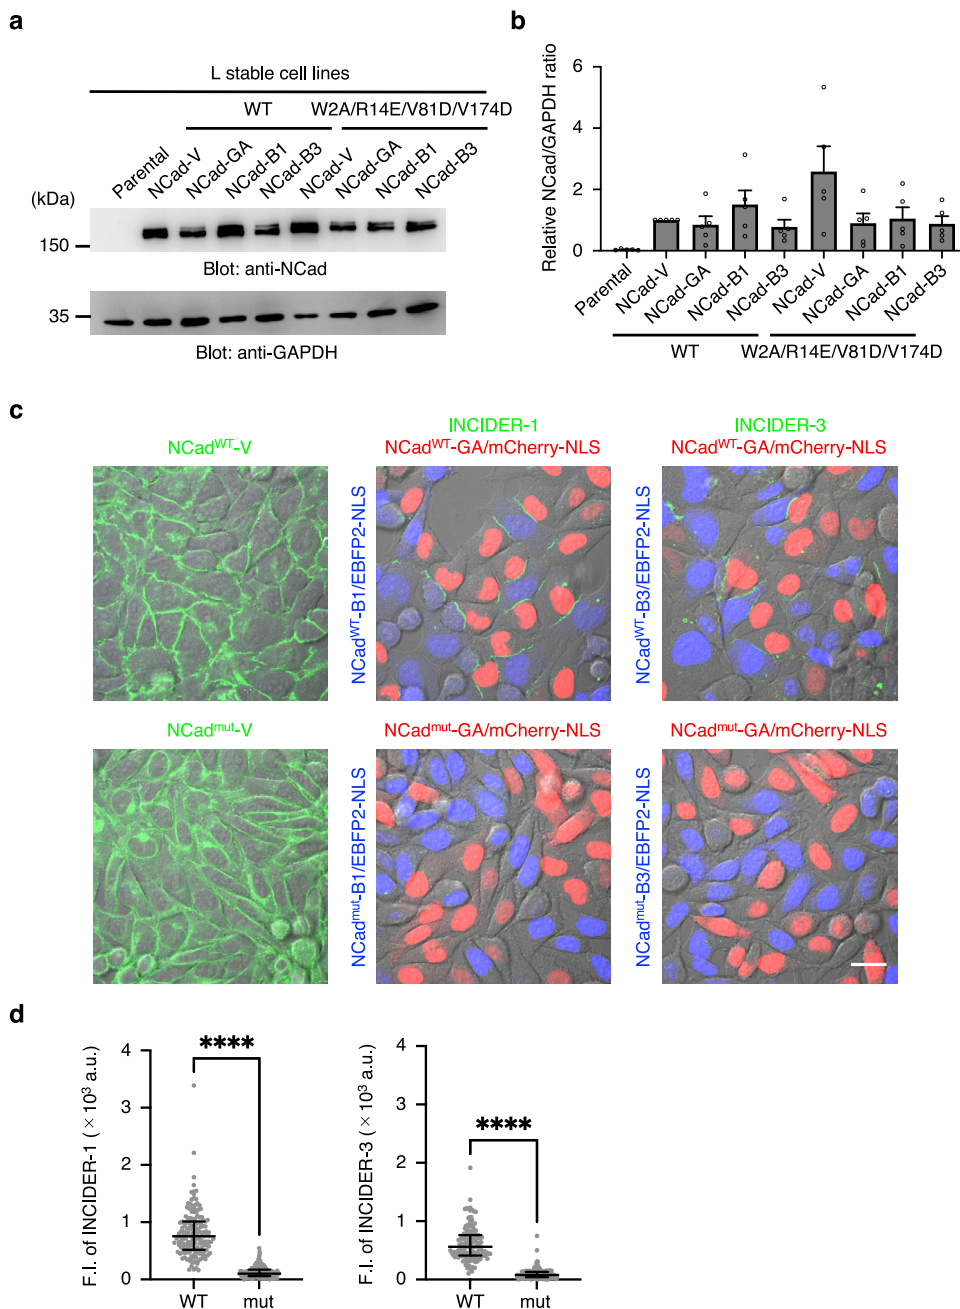 a
L stable cell lines
WT
W2A/R14E/V81D/V174D
Parental
NCad-V
NCad-GA
NCad-B1
NCad-B3
NCad-V
NCad-GA
NCad-B1
NCad-B3
(kDa)
150
Blot: anti-NCad
35
Blot: anti-GAPDH
b
Relative NCad/GAPDH ratio
6
4
2
0
Parental
NCad-V
NCad-GA
NCad-B1
NCad-B3
NCad-V
NCad-GA
NCad-B1
NCad-B3
WT
W2A/R14E/V81D/V174D
c
NCadWT-V
INCIDER-1
NCadWT-GA/mCherry-NLS
NCadWT-B1/EBFP2-NLS
INCIDER-3
NCadWT-GA/mCherry-NLS
NCadWT-B3/EBFP2-NLS
NCadmut-V
NCadmut-GA/mCherry-NLS
NCadmut-B1/EBFP2-NLS
NCadmut-GA/mCherry-NLS
NCadmut-B3/EBFP2-NLS
d
F.I. of INCIDER-1 (×10³ a.u.)
4
3
2
1
0
****
WT
mut
F.I. of INCIDER-3 (×10³ a.u.)
4
3
2
1
0
****
WT
mut